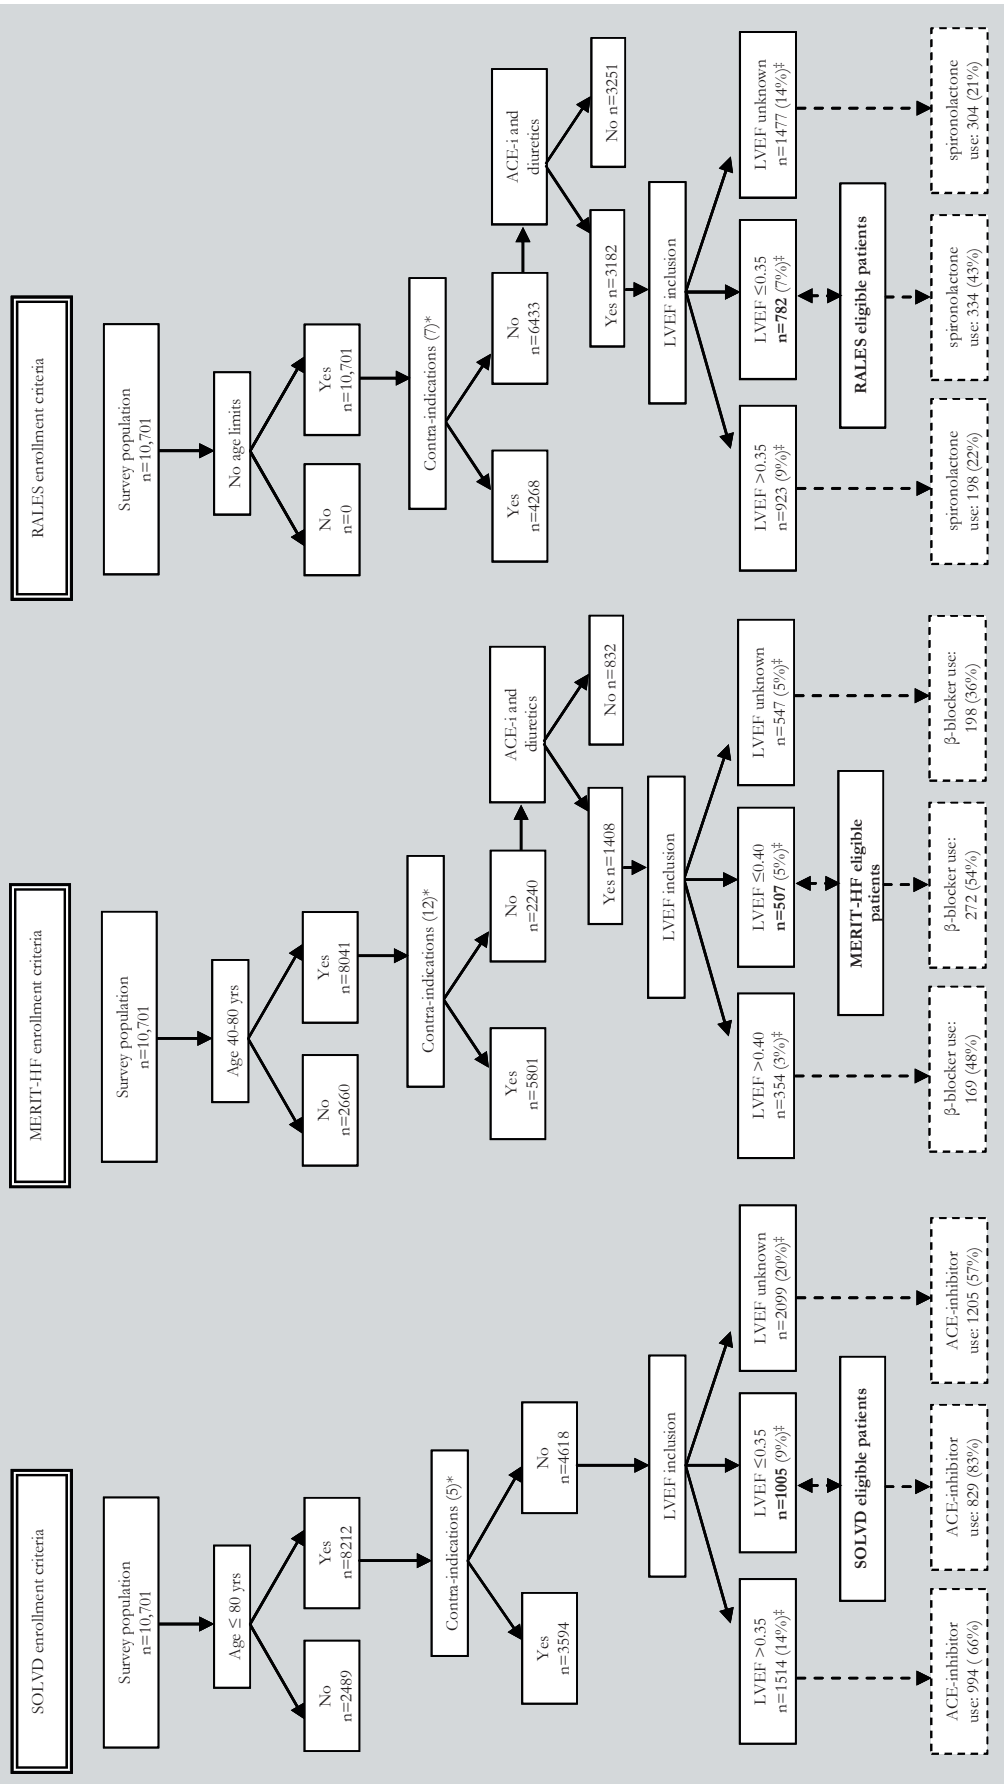 SOLVD enrollment criteria
Survey population
n=10,701
Age ≤ 80 yrs
No
n=2489
Yes
n=8212
Contra-indications (5)*
Yes
n=3594
No
n=4618
LVEF inclusion
LVEF >0.35
n=1514 (14%)‡
LVEF ≤0.35
n=1005 (9%)‡
LVEF unknown
n=2099 (20%)‡
SOLVD eligible patients
ACE-inhibitor
use: 994 ( 66%)
ACE-inhibitor
use: 829 (83%)
ACE-inhibitor
use: 1205 (57%)
MERIT-HF enrollment criteria
Survey population
n=10,701
Age 40-80 yrs
No
n=2660
Yes
n=8041
Contra-indications (12)*
Yes
n=5801
No
n=2240
ACE-i and
diuretics
Yes n=1408
No n=832
LVEF inclusion
LVEF >0.40
n=354 (3%)‡
LVEF ≤0.40
n=507 (5%)‡
LVEF unknown
n=547 (5%)‡
MERIT-HF eligible
patients
β-blocker use:
169 (48%)
β-blocker use:
272 (54%)
β-blocker use:
198 (36%)
RALES enrollment criteria
Survey population
n=10,701
No age limits
No
n=0
Yes
n=10,701
Contra-indications (7)*
Yes
n=4268
No
n=6433
ACE-i and
diuretics
Yes n=3182
No n=3251
LVEF inclusion
LVEF >0.35
n=923 (9%)‡
LVEF ≤0.35
n=782 (7%)‡
LVEF unknown
n=1477 (14%)‡
RALES eligible patients
spironolactone
use: 198 (22%)
spironolactone
use: 334 (43%)
spironolactone
use: 304 (21%)